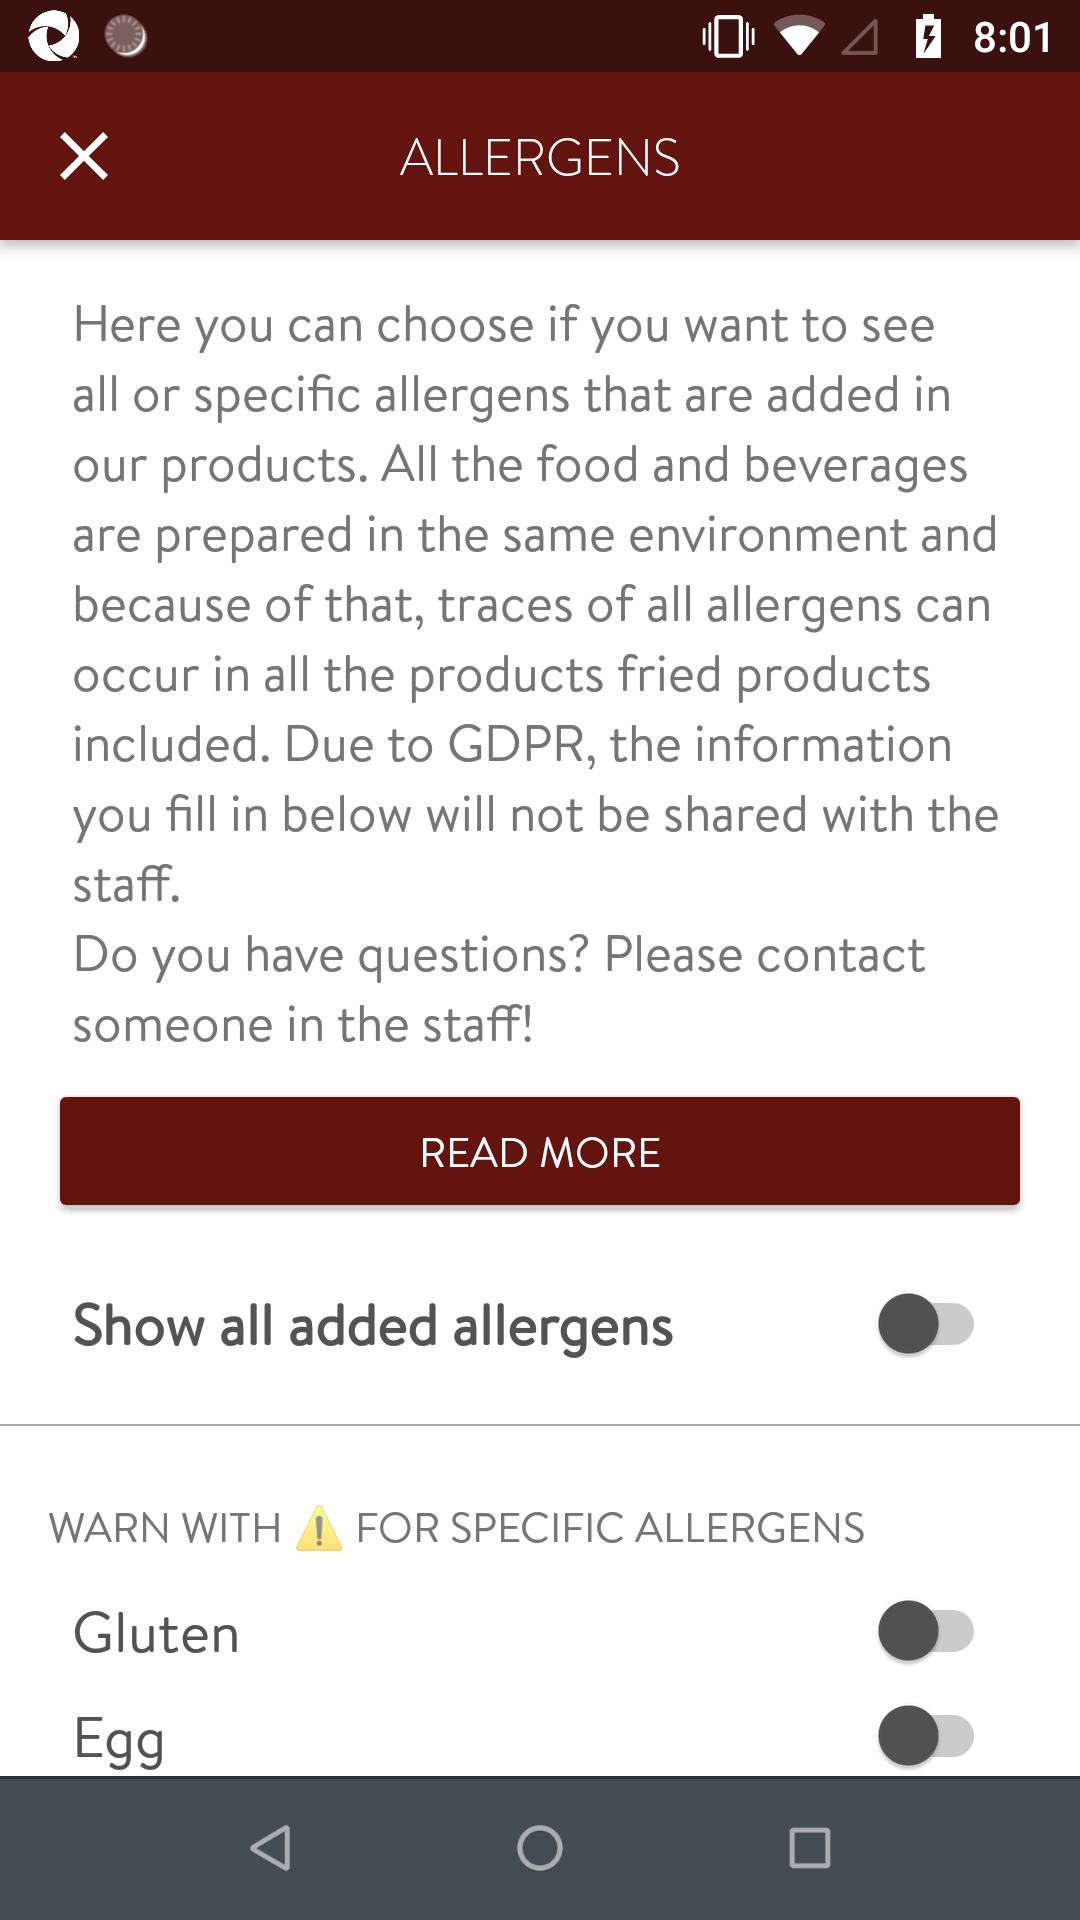 8:01
ALLERGENS
Here you can choose if you want to see
all or specific allergens that are added in
our products. All the food and beverages
are prepared in the same environment and
because of that, traces of all allergens can
occur in all the products fried products
included. Due to GDPR, the information
you fill in below will not be shared with the
staff.
Do you have questions? Please contact
someone in the staff!
READ MORE
Show all added allergens
WARN WITH ⚠️ FOR SPECIFIC ALLERGENS
Gluten
Egg